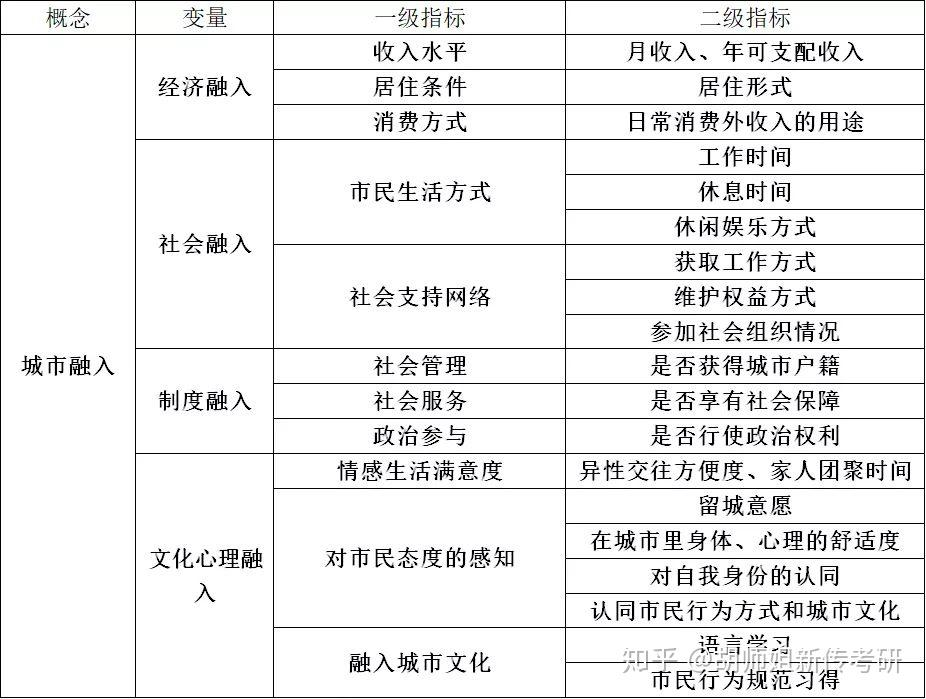 概念 变量 一级指标 二级指标
城市融入
经济融入
收入水平 月收入、年可支配收入
居住条件 居住形式
消费方式 日常消费外收入的用途
社会融入
市民生活方式
工作时间
休息时间
休闲娱乐方式
社会支持网络
获取工作方式
维护权益方式
参加社会组织情况
制度融入
社会管理 是否获得城市户籍
社会服务 是否享有社会保障
政治参与 是否行使政治权利
文化心理融
入
情感生活满意度 异性交往方便度、家人团聚时间
对市民态度的感知
留城意愿
在城市里身体、心理的舒适度
对自我身份的认同
认同市民行为方式和城市文化
融入城市文化
语言学习
市民行为规范习得
知乎 @胡师姐新传考研